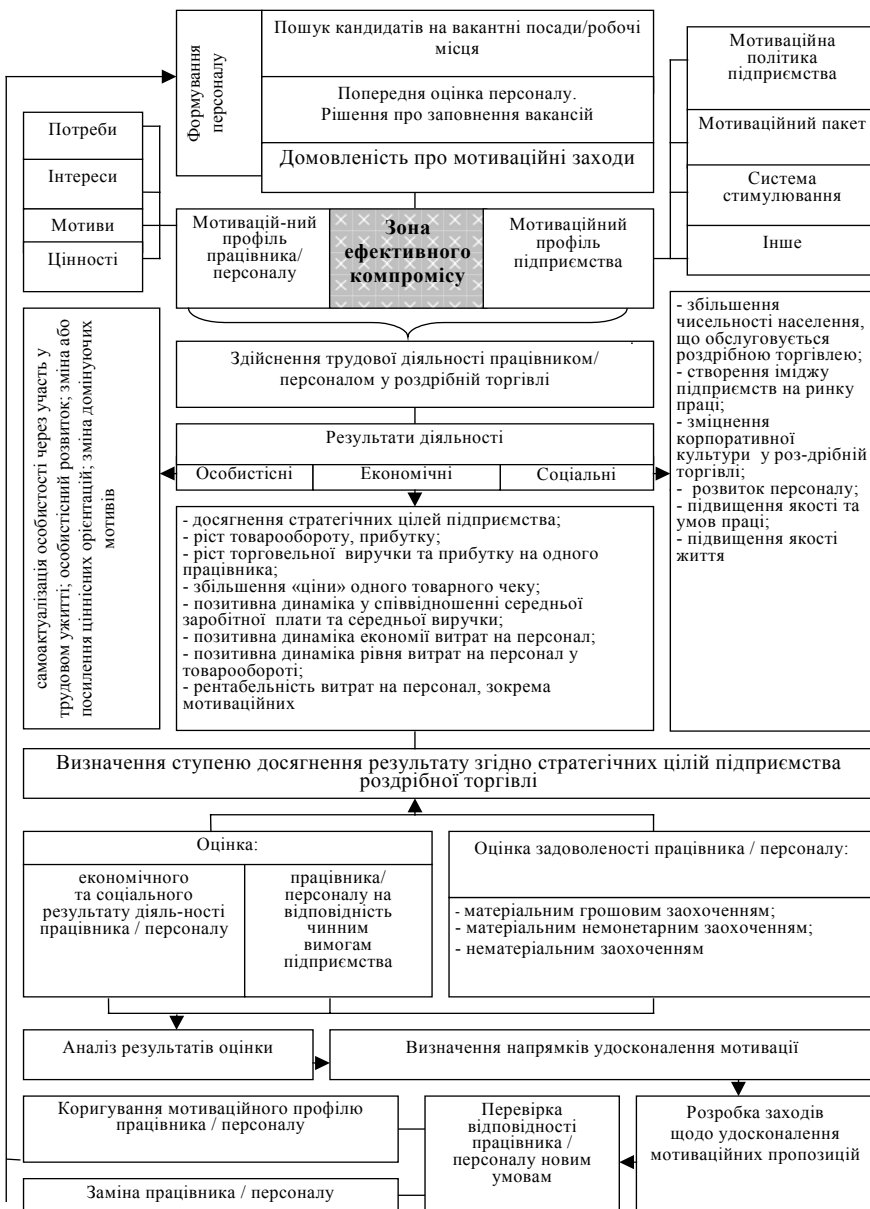 Формування
персоналу
Пошук кандидатів на вакантні посади/робочі
місця
Попередня оцінка персоналу.
Рішення про заповнення вакансій
Домовленість про мотиваційні заходи
Мотиваційна
політика
підприємства
Мотиваційний пакет
Система
стимулювання
Інше
Потреби
Інтереси
Мотиви
Цінності
Мотивацій-ний
профіль
працівника/
персоналу
Зона
ефективного
компромісу
Мотиваційний
профіль
підприємства
Здійснення трудової діяльності працівником/
персоналом у роздрібній торгівлі
Результати діяльності
Особистісні
Економічні
Соціальні
самоактуалізація особистості через участь у
трудовом ужитті; особистісний розвиток; зміна або
посилення ціннісних орієнтацій; зміна домінуючих
мотивів
- досягнення стратегічних цілей підприємства;
- ріст товарообороту, прибутку;
- ріст торговельної виручки та прибутку на одного
працівника;
- збільшення «ціни» одного товарного чеку;
- позитивна динаміка у співвідношенні середньої
заробітної плати та середньої виручки;
- позитивна динаміка економії витрат на персонал;
- позитивна динаміка рівня витрат на персонал у
товарообороті;
- рентабельність витрат на персонал, зокрема
мотиваційних
- збільшення
чисельності населення,
що обслуговується
роздрібною торгівлею;
- створення іміджу
підприємств на ринку
праці;
- зміцнення
корпоративної
культури у роз-дрібній
торгівлі;
- розвиток персоналу;
- підвищення якості та
умов праці;
- підвищення якості
життя
Визначення ступеню досягнення результату згідно стратегічних цілій підприємства
роздрібної торгівлі
Оцінка:
економічного
та соціального
результату діяль-ності
працівника / персоналу
працівника/
персоналу на
відповідність
чинним
вимогам
підприємства
Оцінка задоволеності працівника / персоналу:
- матеріальним грошовим заохоченням;
- матеріальним немонетарним заохоченням;
- нематеріальним заохоченням
Аналіз результатів оцінки
Визначення напрямків удосконалення мотивації
Коригування мотиваційного профілю
працівника / персоналу
Заміна працівника / персоналу
Перевірка
відповідності
працівника /
персоналу новим
умовам
Розробка заходів
щодо удосконалення
мотиваційних пропозицій